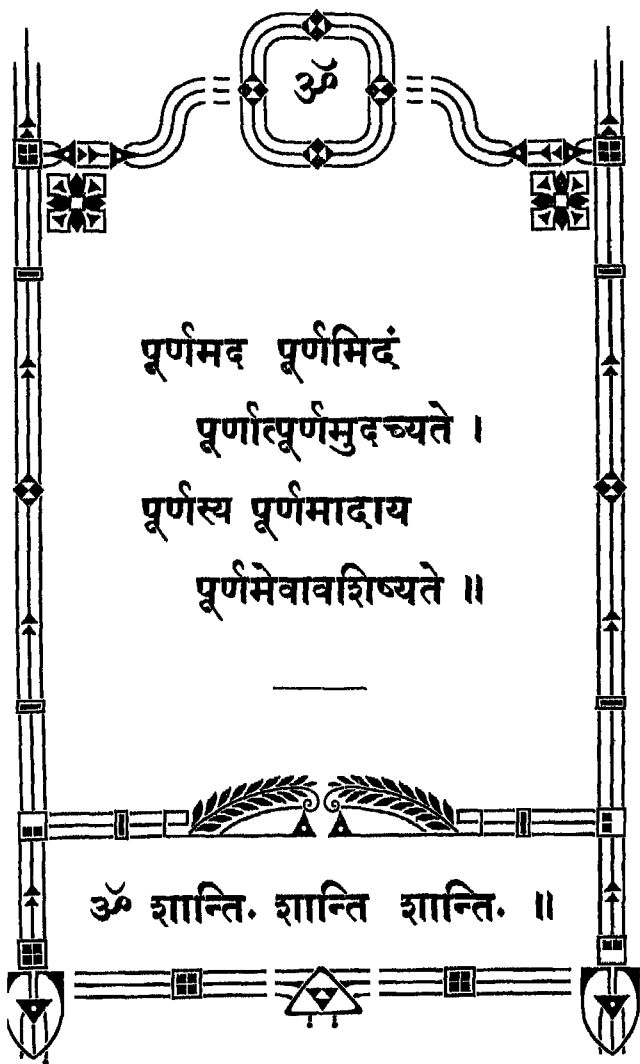 ॐ
पूर्णमद पूर्णमिदं
पूर्णात्पूर्णमुदच्यते ।
पूर्णस्य पूर्णमादाय
पूर्णमेवावशिष्यते ॥
ॐ शान्ति. शान्ति शान्ति. ॥